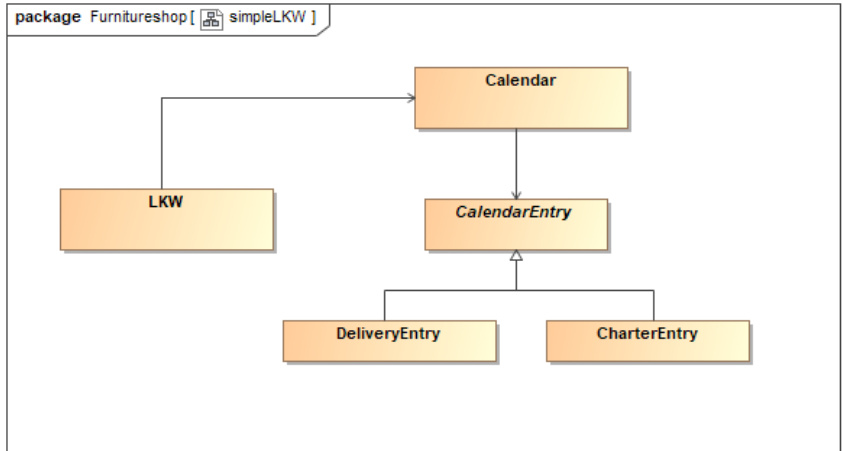 package Furnitureshop [ simpleLKW ]
Calendar
LKW
CalendarEntry
DeliveryEntry
CharterEntry